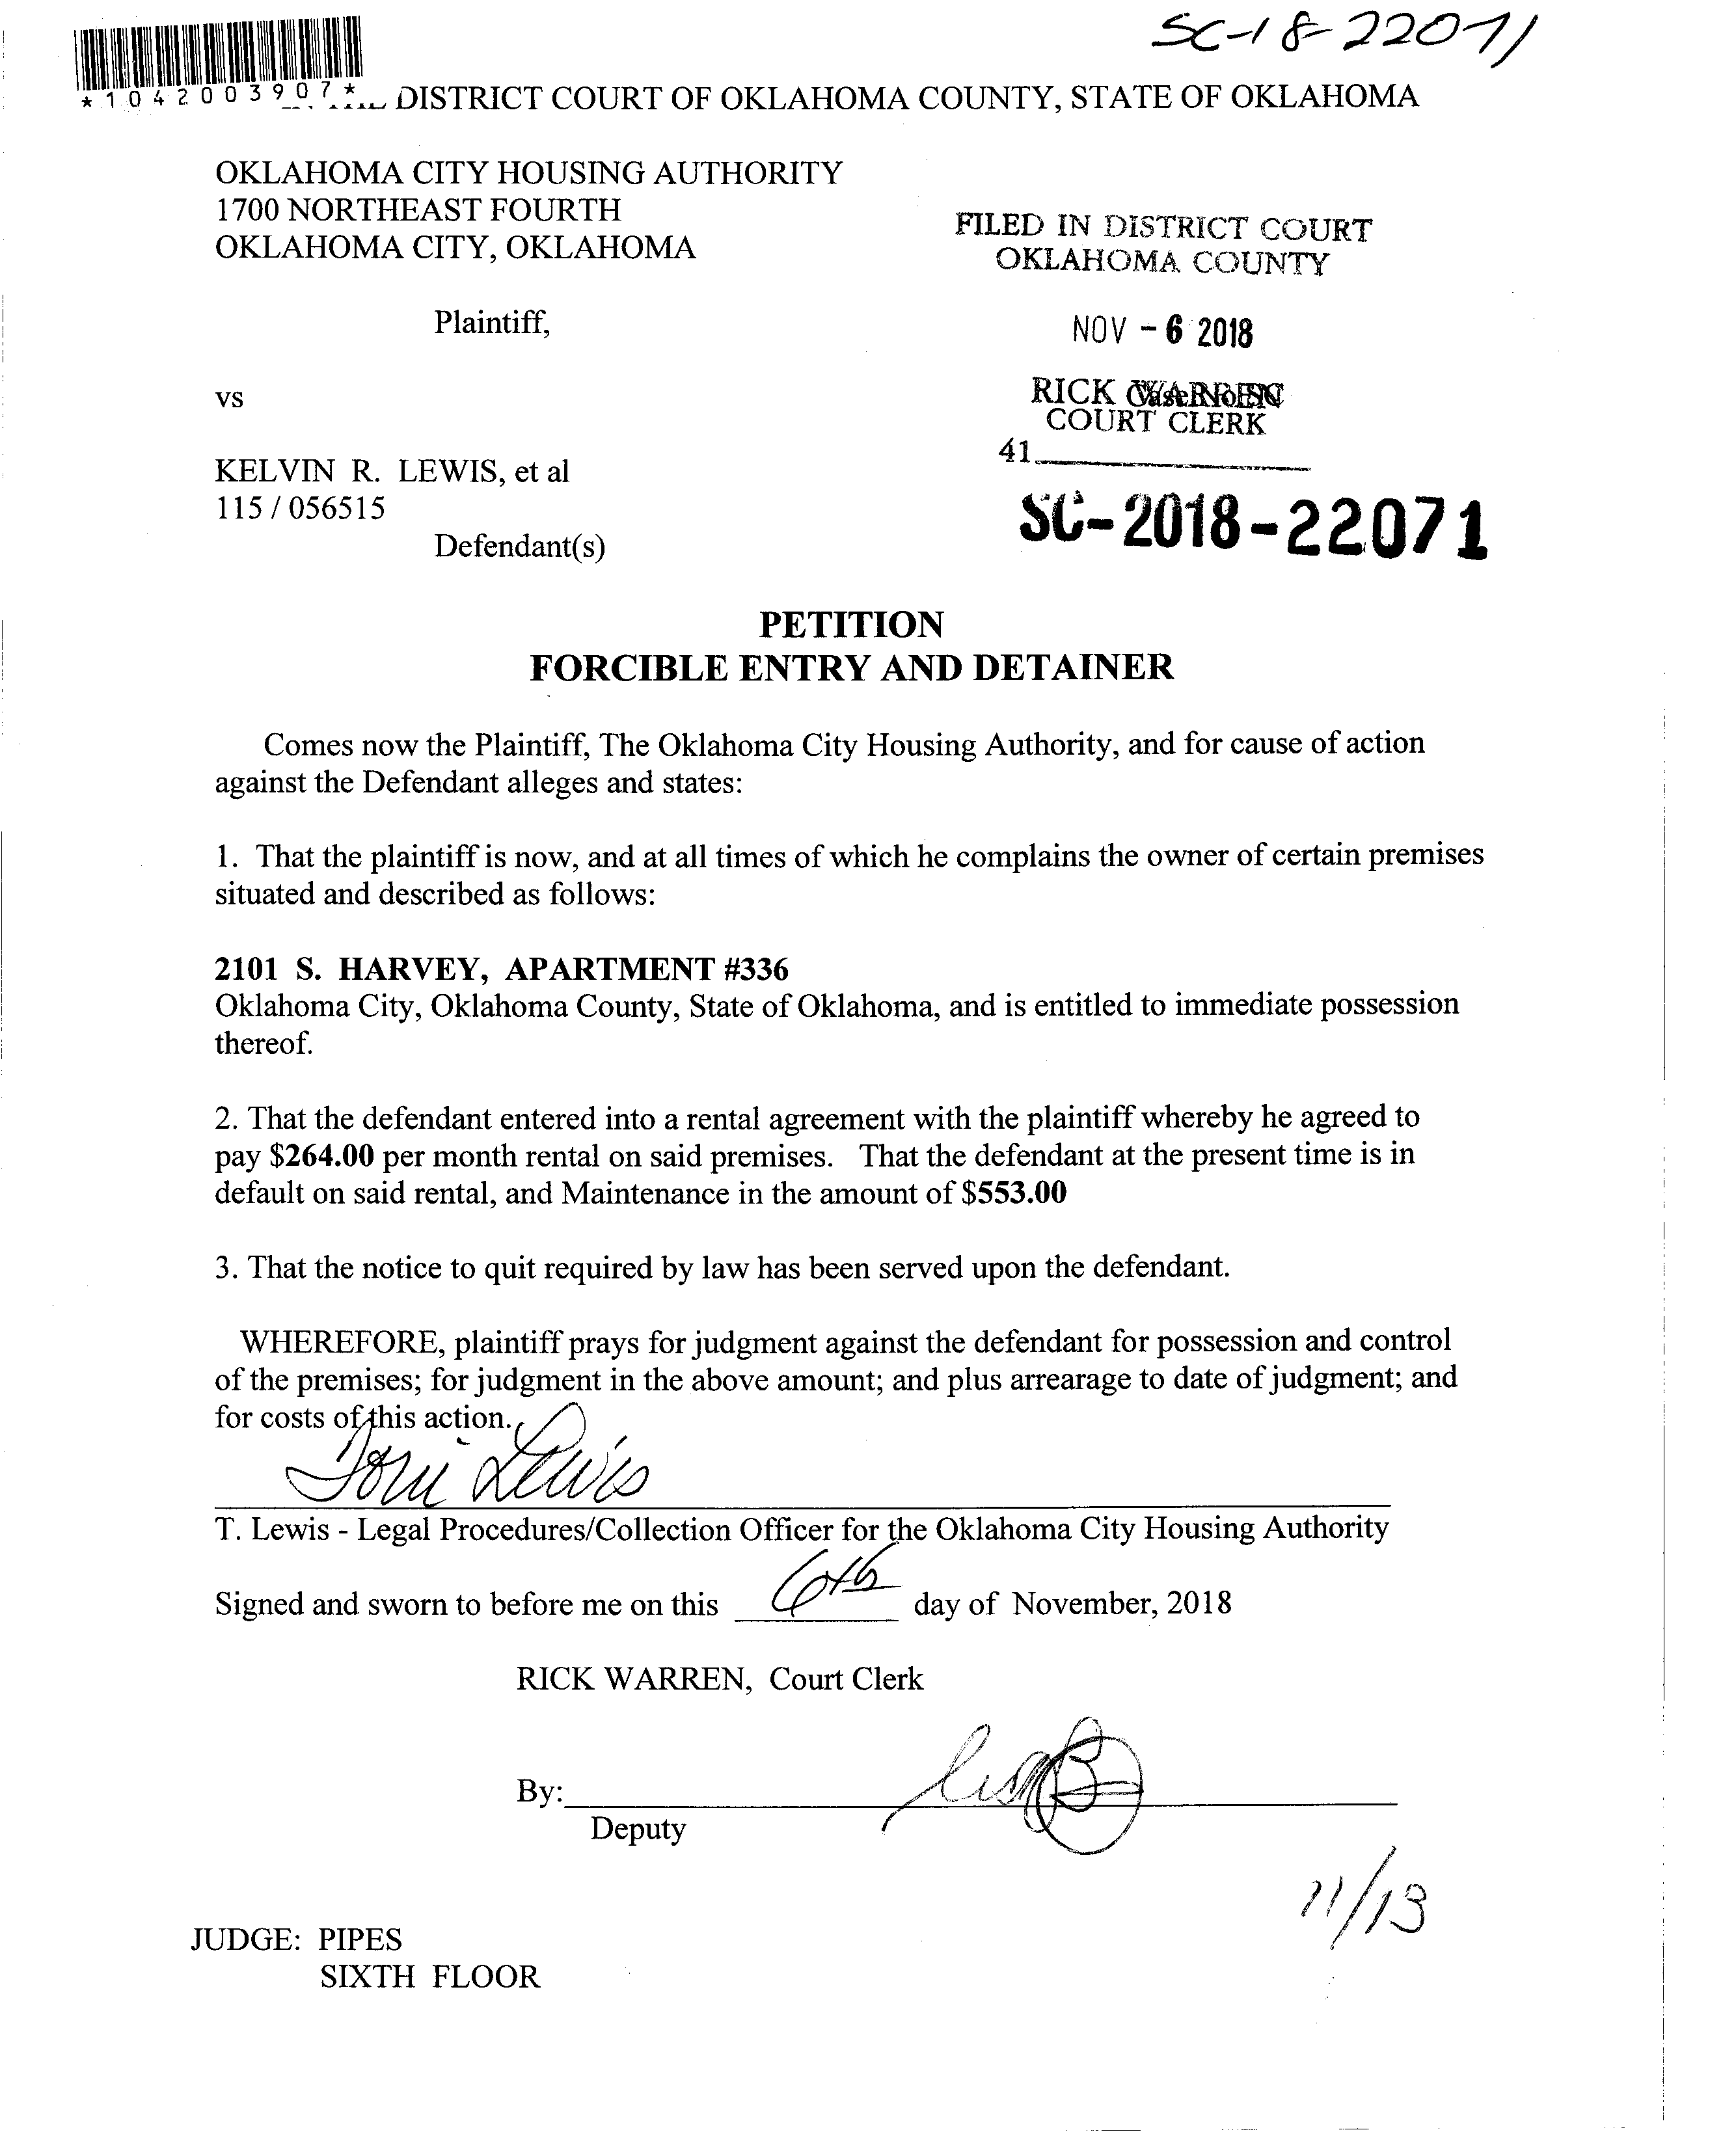 SC-18-22071
*1042003907*
DISTRICT COURT OF OKLAHOMA COUNTY, STATE OF OKLAHOMA
OKLAHOMA CITY HOUSING AUTHORITY
1700 NORTHEAST FOURTH
OKLAHOMA CITY, OKLAHOMA
FILED IN DISTRICT COURT
OKLAHOMA COUNTY
Plaintiff,
NOV - 6 2018
vs
RICK WARREN
COURT CLERK
41
KELVIN R. LEWIS, et al
115 / 056515
SC-2018-22071
Defendant(s)
PETITION
FORCIBLE ENTRY AND DETAINER
Comes now the Plaintiff, The Oklahoma City Housing Authority, and for cause of action
against the Defendant alleges and states:
1. That the plaintiff is now, and at all times of which he complains the owner of certain premises
situated and described as follows:
2101 S. HARVEY, APARTMENT #336
Oklahoma City, Oklahoma County, State of Oklahoma, and is entitled to immediate possession
thereof.
2. That the defendant entered into a rental agreement with the plaintiff whereby he agreed to
pay $264.00 per month rental on said premises. That the defendant at the present time is in
default on said rental, and Maintenance in the amount of $553.00
3. That the notice to quit required by law has been served upon the defendant.
WHEREFORE, plaintiff prays for judgment against the defendant for possession and control
of the premises; for judgment in the above amount; and plus arrearage to date of judgment; and
for costs of this action.
Toni Lewis
T. Lewis - Legal Procedures/Collection Officer for the Oklahoma City Housing Authority
Signed and sworn to before me on this 6th day of November, 2018
RICK WARREN, Court Clerk
By:
Deputy
11/13
JUDGE: PIPES
SIXTH FLOOR